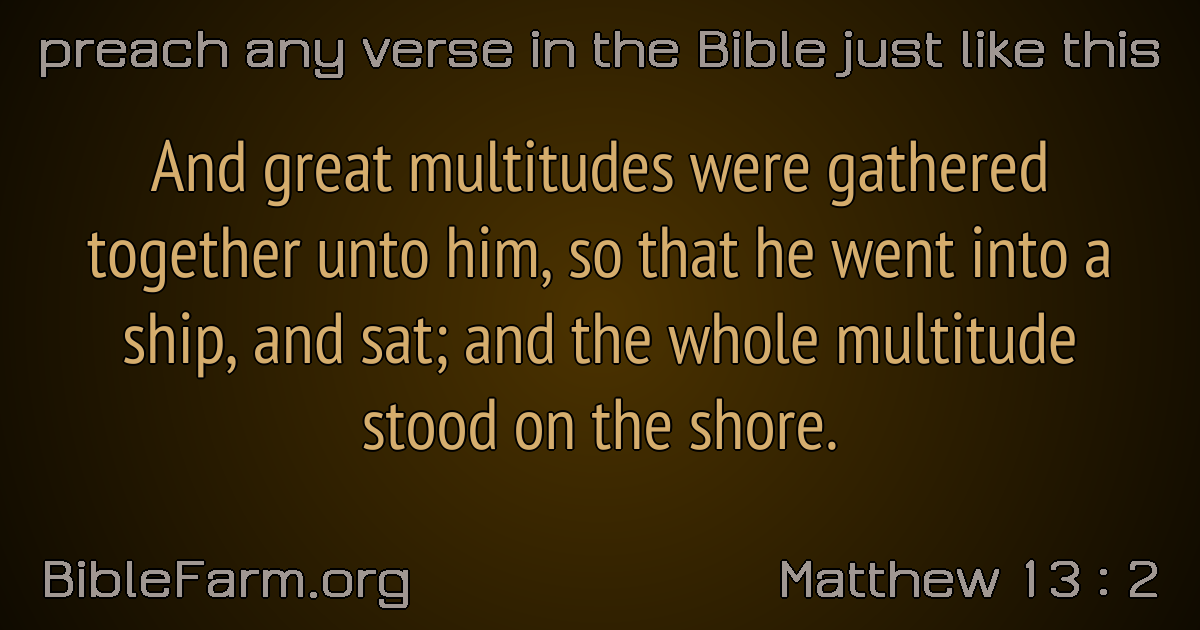 preach any verse in the Bible just like this
And great multitudes were gathered
together unto him, so that he went into a
ship, and sat; and the whole multitude
stood on the shore.
BibleFarm.org
Matthew 13 : 2